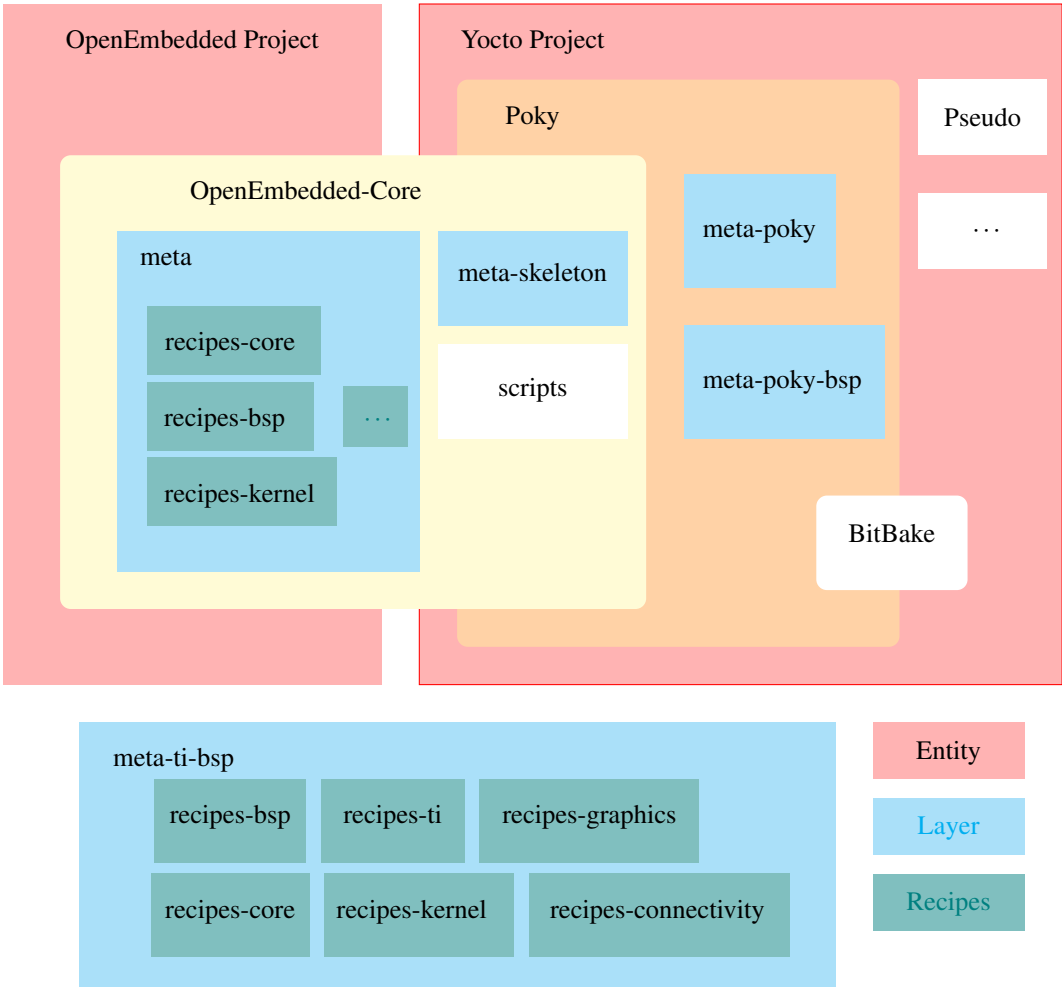 OpenEmbedded Project
Yocto Project
Poky
Pseudo
OpenEmbedded-Core
meta-poky
...
meta
meta-skeleton
recipes-core
meta-poky-bsp
scripts
recipes-bsp
...
recipes-kernel
BitBake
meta-ti-bsp
Entity
recipes-bsp
recipes-ti
recipes-graphics
Layer
recipes-core
recipes-kernel
recipes-connectivity
Recipes